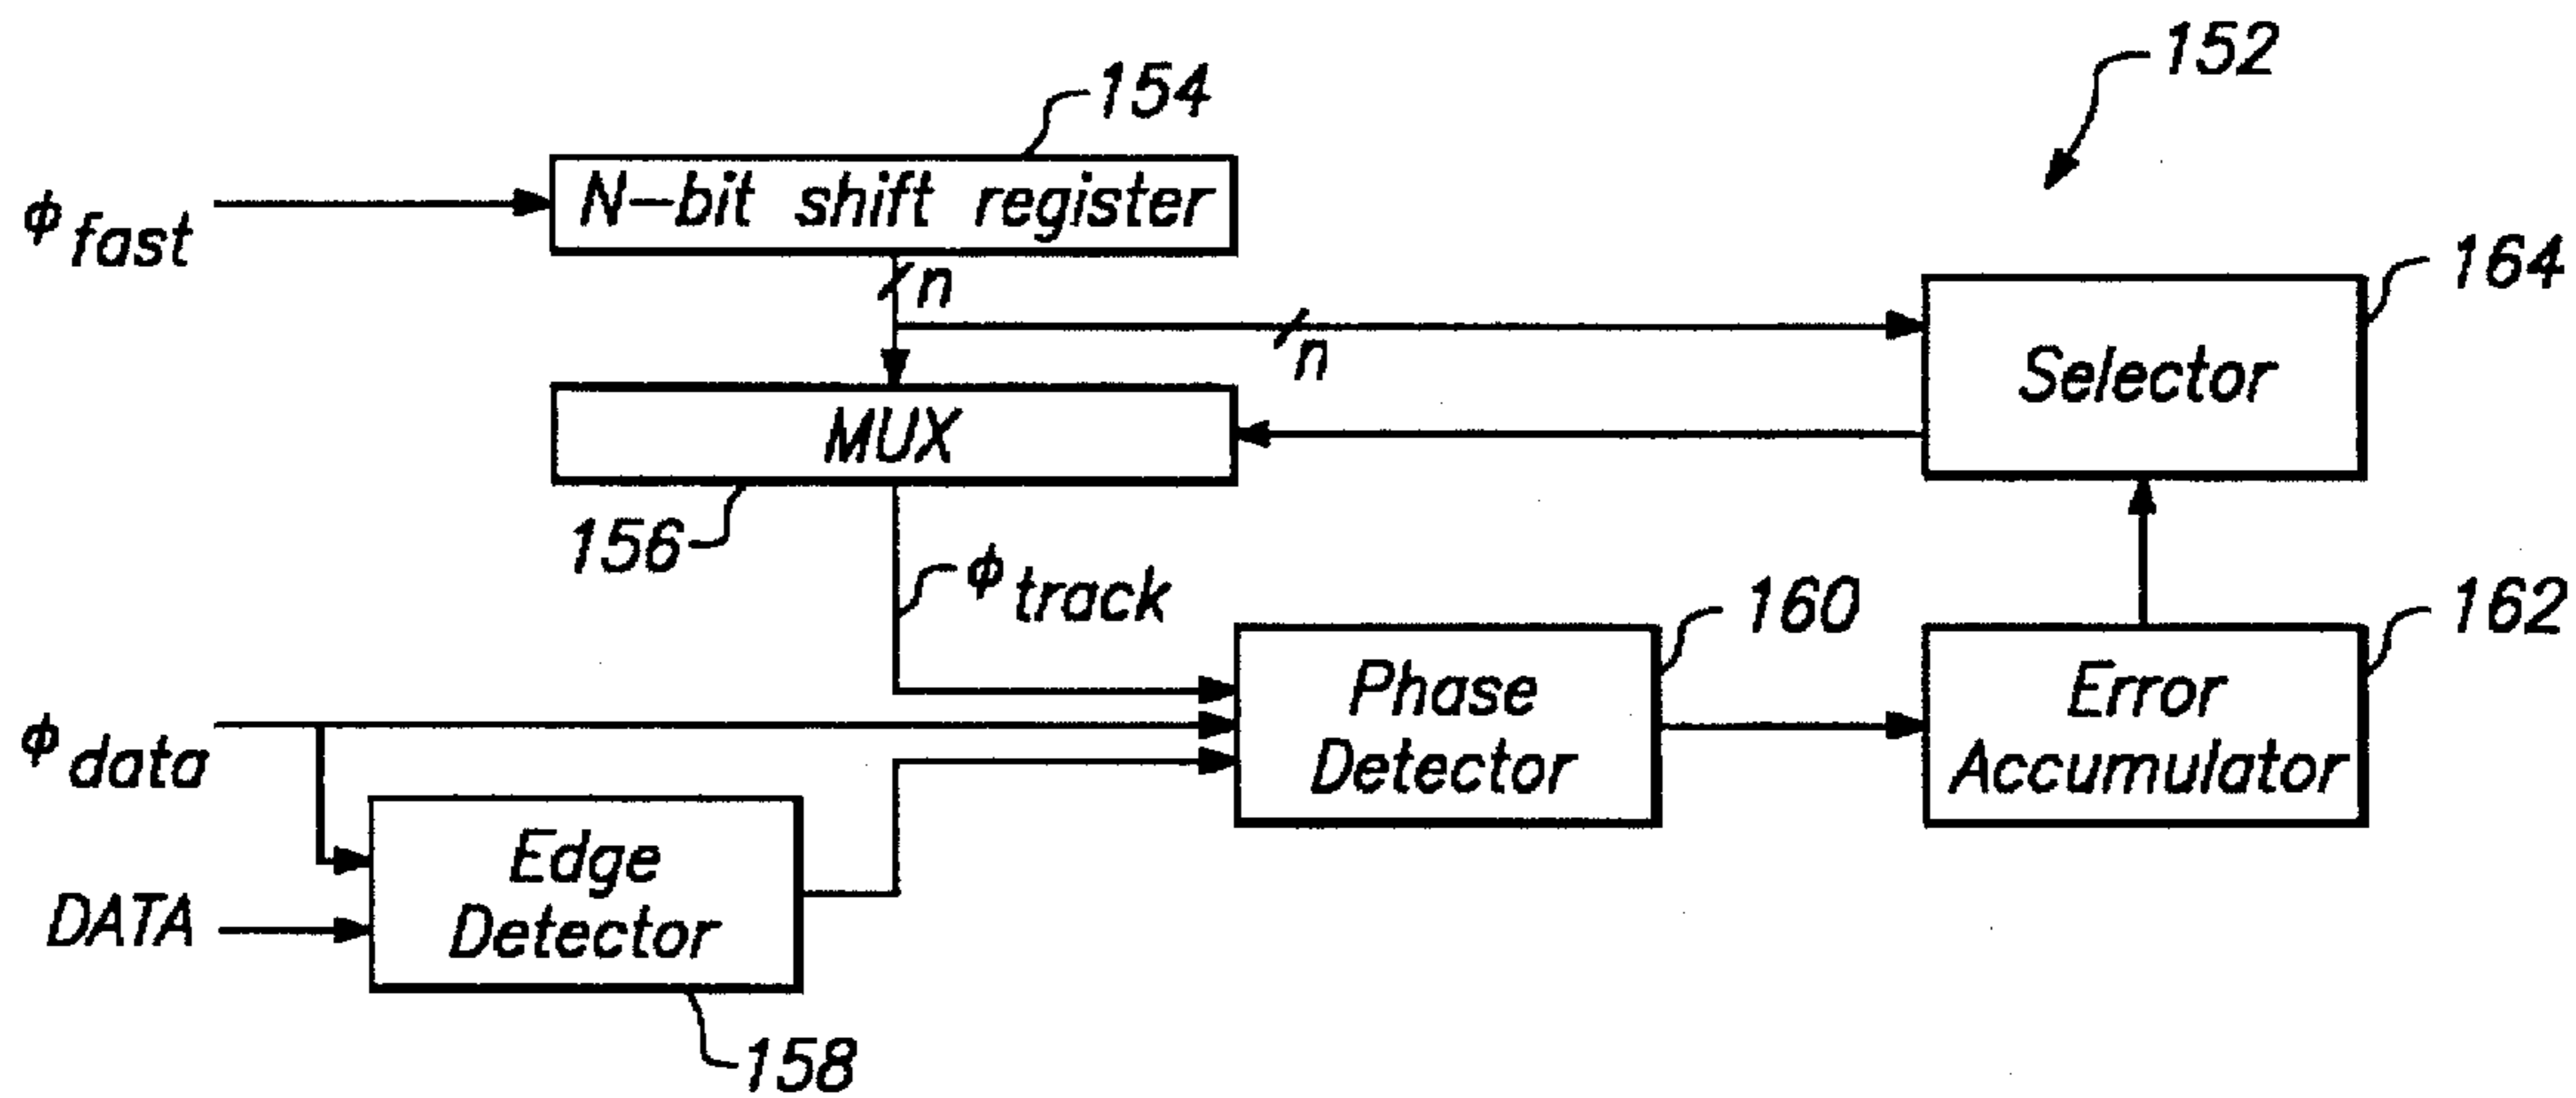 152
154
ϕ fast
N-bit shift register
n
164
n
Selector
MUX
156
ϕ track
160
162
Phase
Detector
Error
Accumulator
ϕ data
Edge
Detector
DATA
158